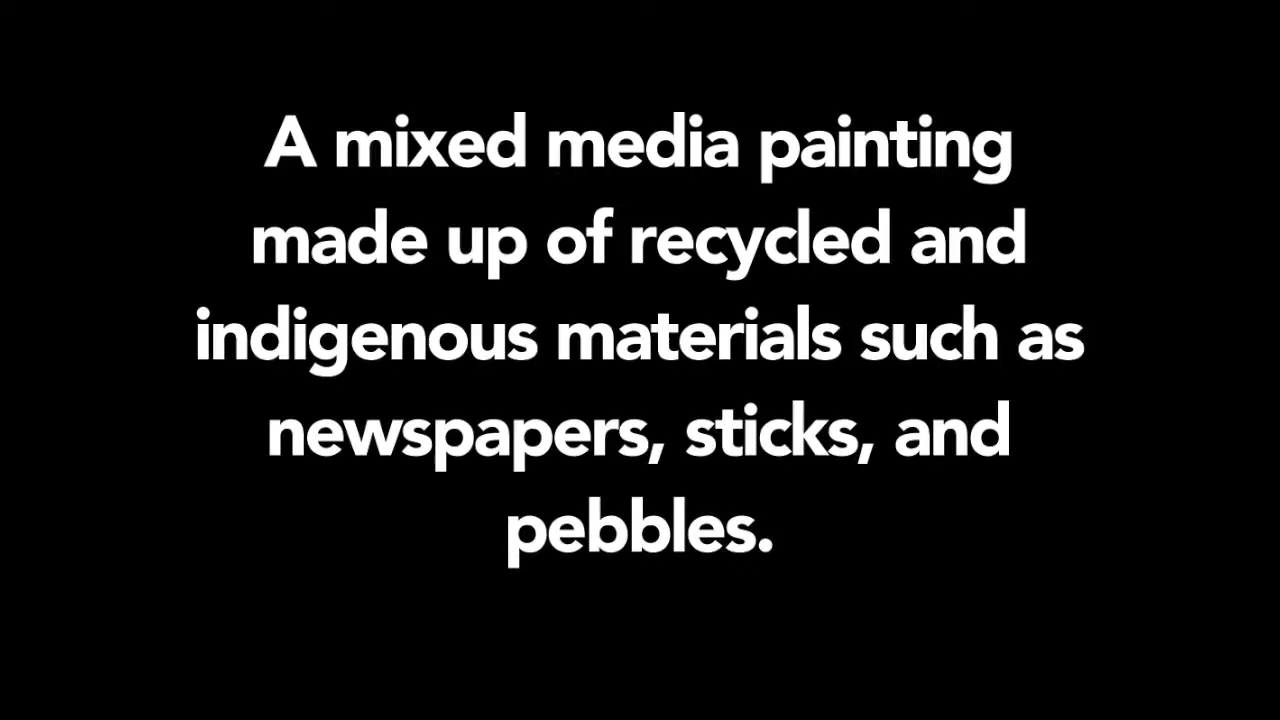 A mixed media painting
made up of recycled and
indigenous materials such as
newspapers, sticks, and
pebbles.